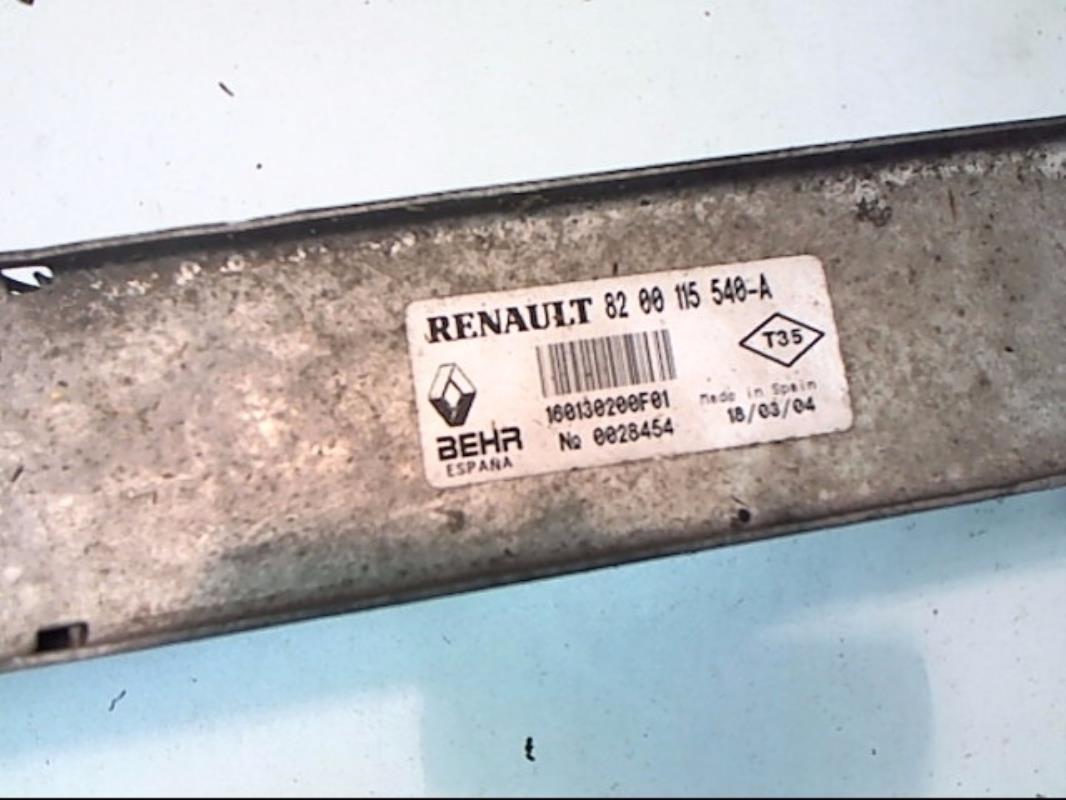 RENAULT 82 00 115 540-A
T35
160130200F01
Made in Spain
BEHR
№ 0028454
18/03/04
ESPAÑA